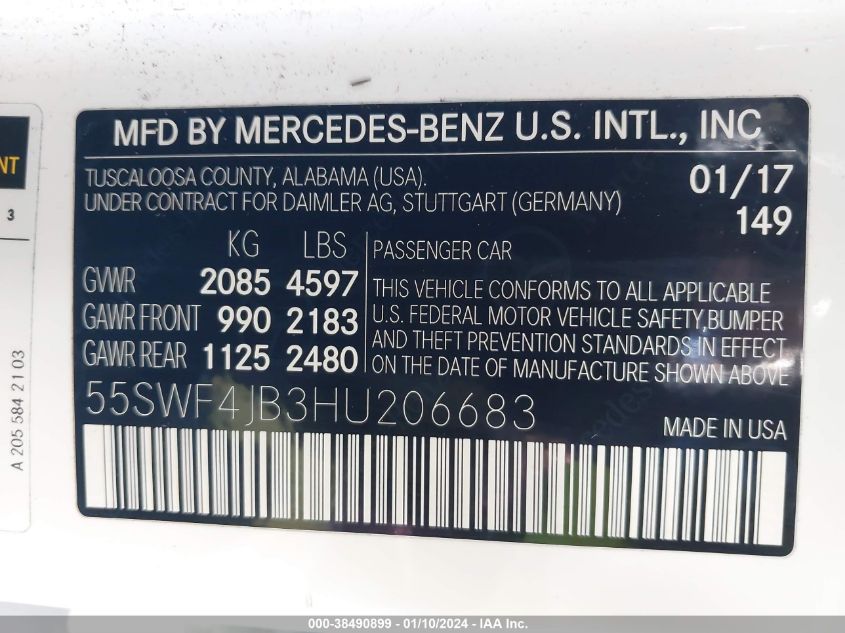 MFD BY MERCEDES-BENZ U.S. INTL., INC
TUSCALOOSA COUNTY, ALABAMA (USA).
UNDER CONTRACT FOR DAIMLER AG, STUTTGART (GERMANY)
01/17
149
KG LBS
GVWR 2085 4597
GAWR FRONT 990 2183
GAWR REAR 1125 2480
PASSENGER CAR
THIS VEHICLE CONFORMS TO ALL APPLICABLE
U.S. FEDERAL MOTOR VEHICLE SAFETY,BUMPER
AND THEFT PREVENTION STANDARDS IN EFFECT
ON THE DATE OF MANUFACTURE SHOWN ABOVE
55SWF4JB3HU206683
MADE IN USA
NT
3
A 205 584 21 03
000-38490899 - 01/10/2024 - IAA Inc.